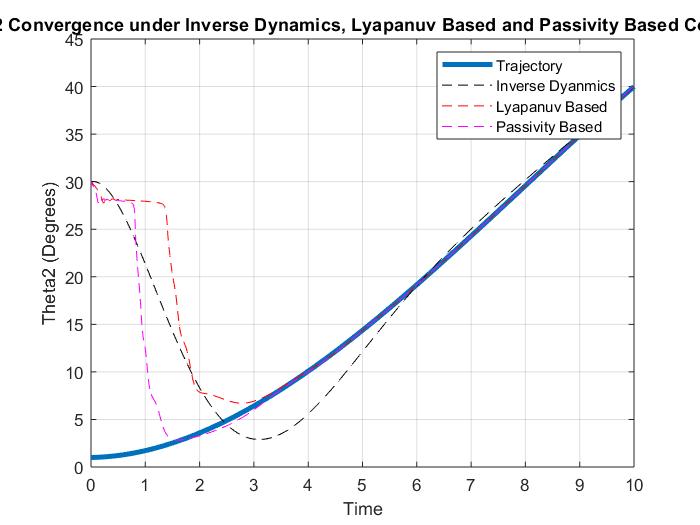 2 Convergence under Inverse Dynamics, Lyapanuv Based and Passivity Based Co
45
40
35
30
25
20
15
10
5
0
Theta2 (Degrees)
Trajectory
Inverse Dyanmics
Lyapanuv Based
Passivity Based
0 1 2 3 4 5 6 7 8 9 10
Time